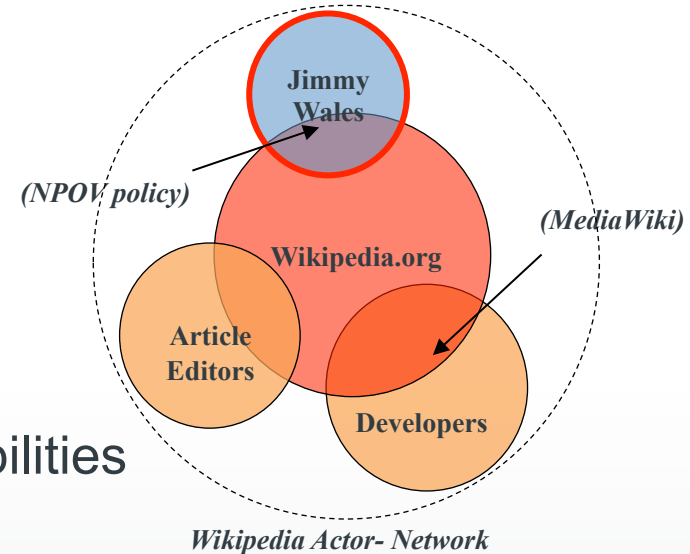 Jimmy
Wales
(NPOV policy)
(MediaWiki)
Wikipedia.org
Article
Editors
Developers
bilities
Wikipedia Actor- Network